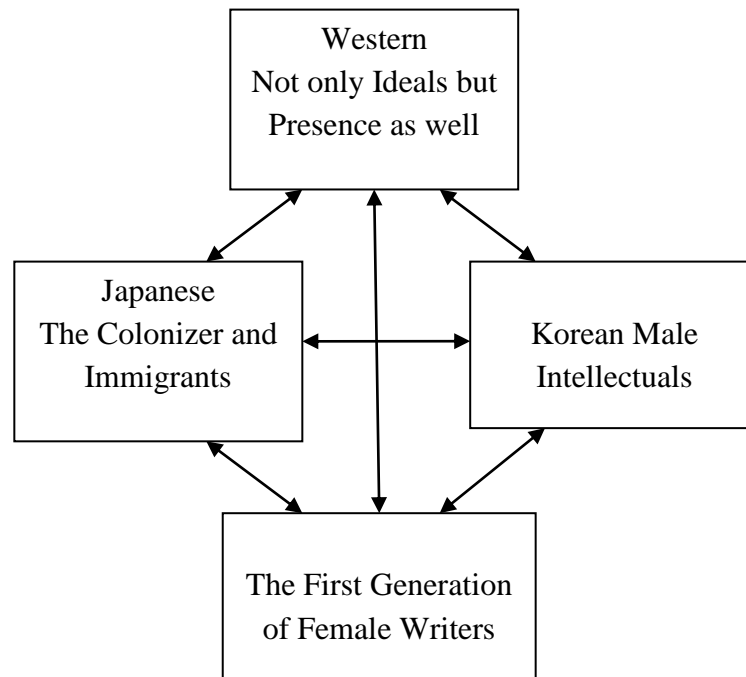 Western
Not only Ideals but
Presence as well
Japanese
The Colonizer and
Immigrants
Korean Male
Intellectuals
The First Generation
of Female Writers